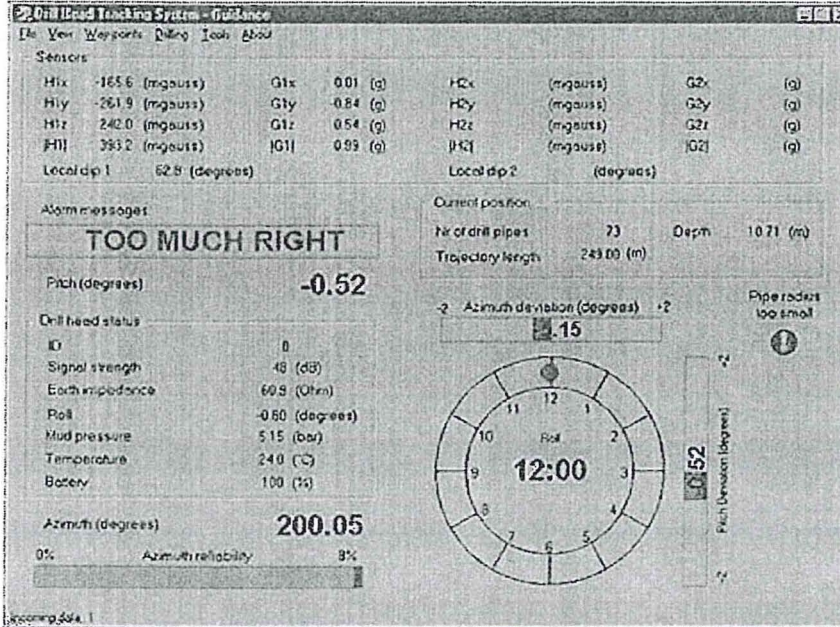 Drill Head Tracking System - Guidance
File View Waypoints Drilling Tools About
Sensors
H1x -165.6 (mgauss) G1x 0.01 (g) H2x (mgauss) G2x (g)
H1y -261.9 (mgauss) G1y -0.84 (g) H2y (mgauss) G2y (g)
H1z 242.0 (mgauss) G1z 0.54 (g) H2z (mgauss) G2z (g)
|H1| 393.2 (mgauss) |G1| 0.99 (g) |H2| (mgauss) |G2| (g)
Local dip 1 62.9 (degrees) Local dip 2 (degrees)
Alarm messages
TOO MUCH RIGHT
Current position
Nr of drill pipes 73 Depth 10.71 (m)
Trajectory length 249.00 (m)
Pitch (degrees) -0.52
-2 Azimuth deviation (degrees) +2
.15
Pipe radius
too small
Drill head status
ID 0
Signal strength 48 (dB)
Earth impedance 60.9 (Ohm)
Roll -0.60 (degrees)
Mud pressure 5.15 (bar)
Temperature 24.0 (°C)
Battery 100 (%)
12
11 1
10 2
Roll
9 12:00 3
8 4
7 5
6
.52
Pitch Deviation (degrees)
Azimuth (degrees) 200.05
0% Azimuth reliability 8%
Incoming data: 1